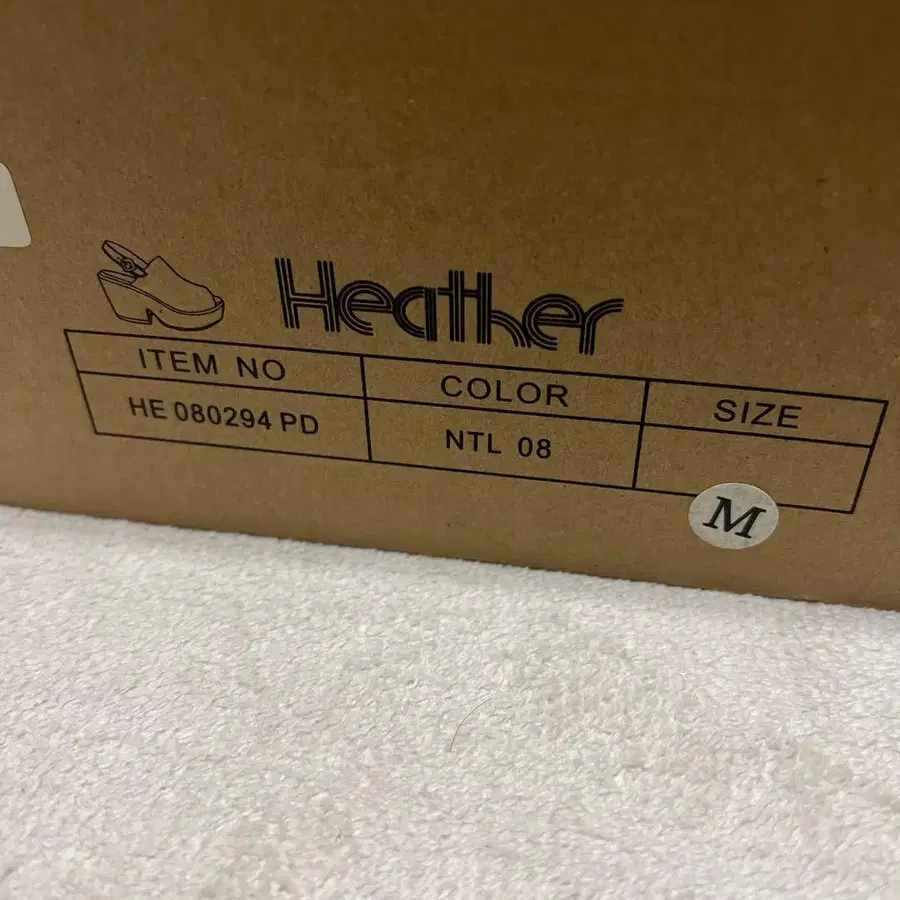 Heather
ITEM NO COLOR SIZE
HE 080294 PD NTL 08
M